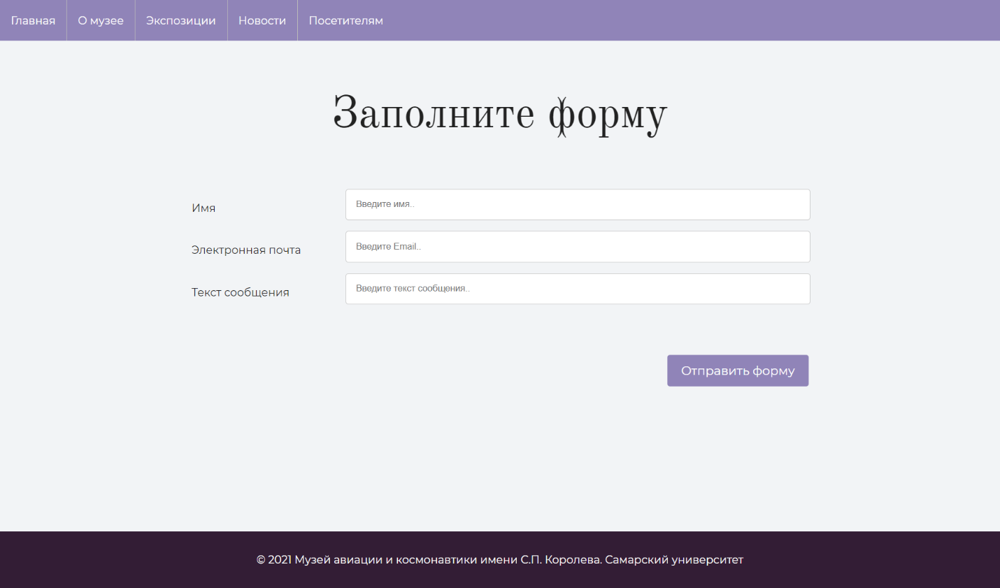 Главная О музее Экспозиции Новости Посетителям
Заполните форму
Имя Введите имя..
Электронная почта Введите Email..
Текст сообщения Введите текст сообщения..
Отправить форму
© 2021 Музей авиации и космонавтики имени С.П. Королева. Самарский университет